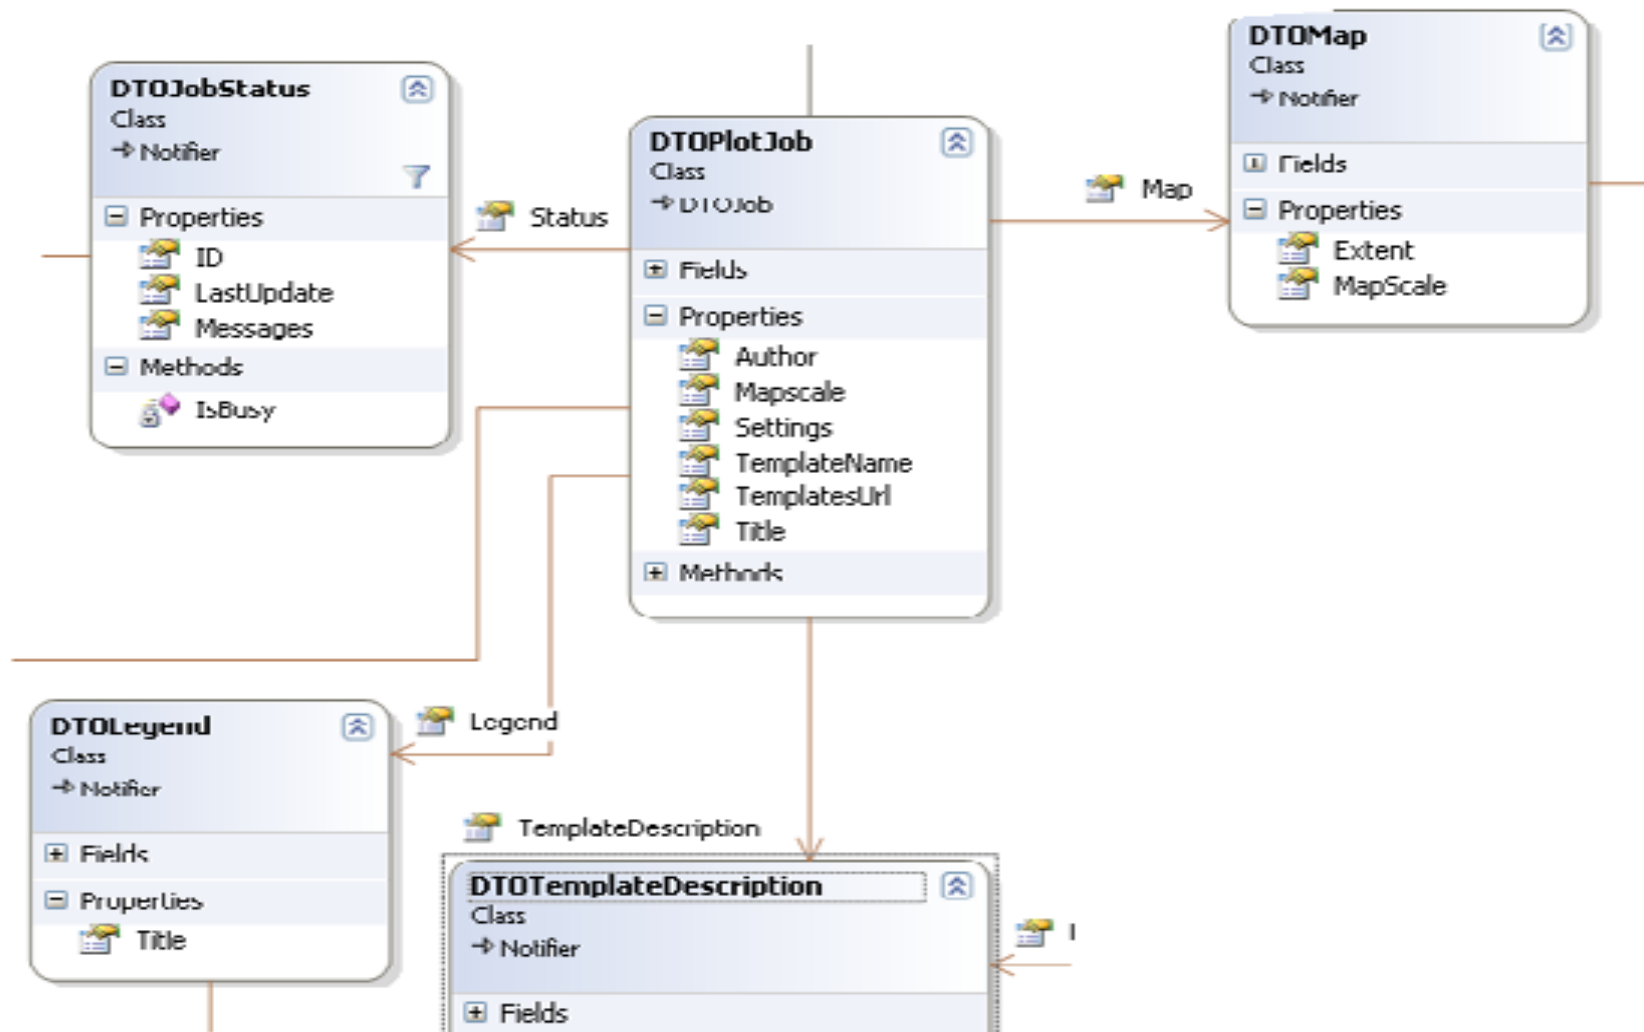 DTOJobStatus
Class
Notifier
Properties
ID
LastUpdate
Messages
Methods
IsBusy
Status
DTOPlotJob
Class
DTOJob
Fields
Properties
Author
Mapscale
Settings
TemplateName
TemplatesUrl
Title
Methods
Map
DTOMap
Class
Notifier
Fields
Properties
Extent
MapScale
DTOLegend
Class
Notifier
Fields
Properties
Title
Legend
TemplateDescription
DTOTemplateDescription
Class
Notifier
Fields